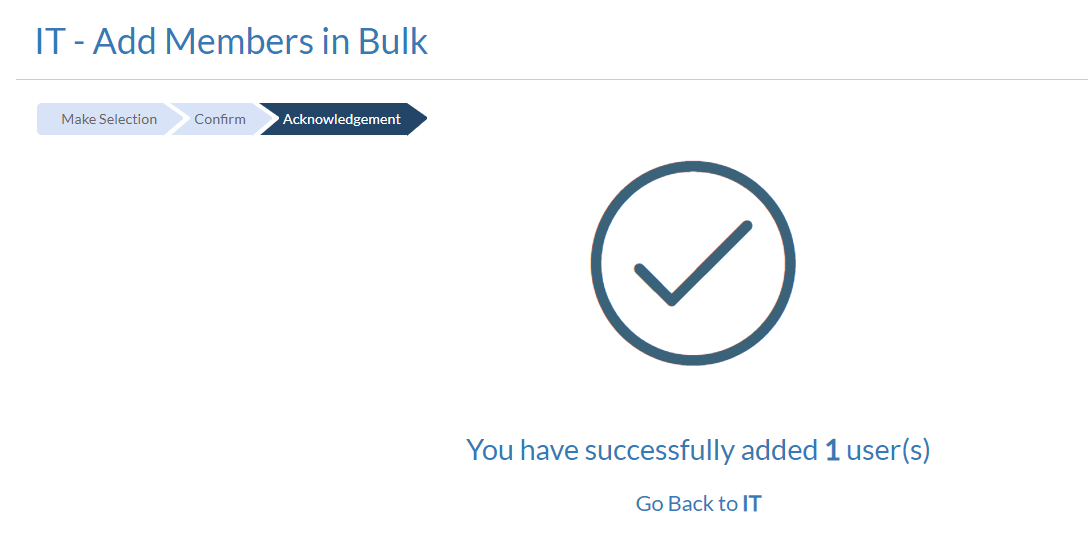 IT - Add Members in Bulk
Make Selection Confirm Acknowledgement
You have successfully added 1 user(s)
Go Back to IT